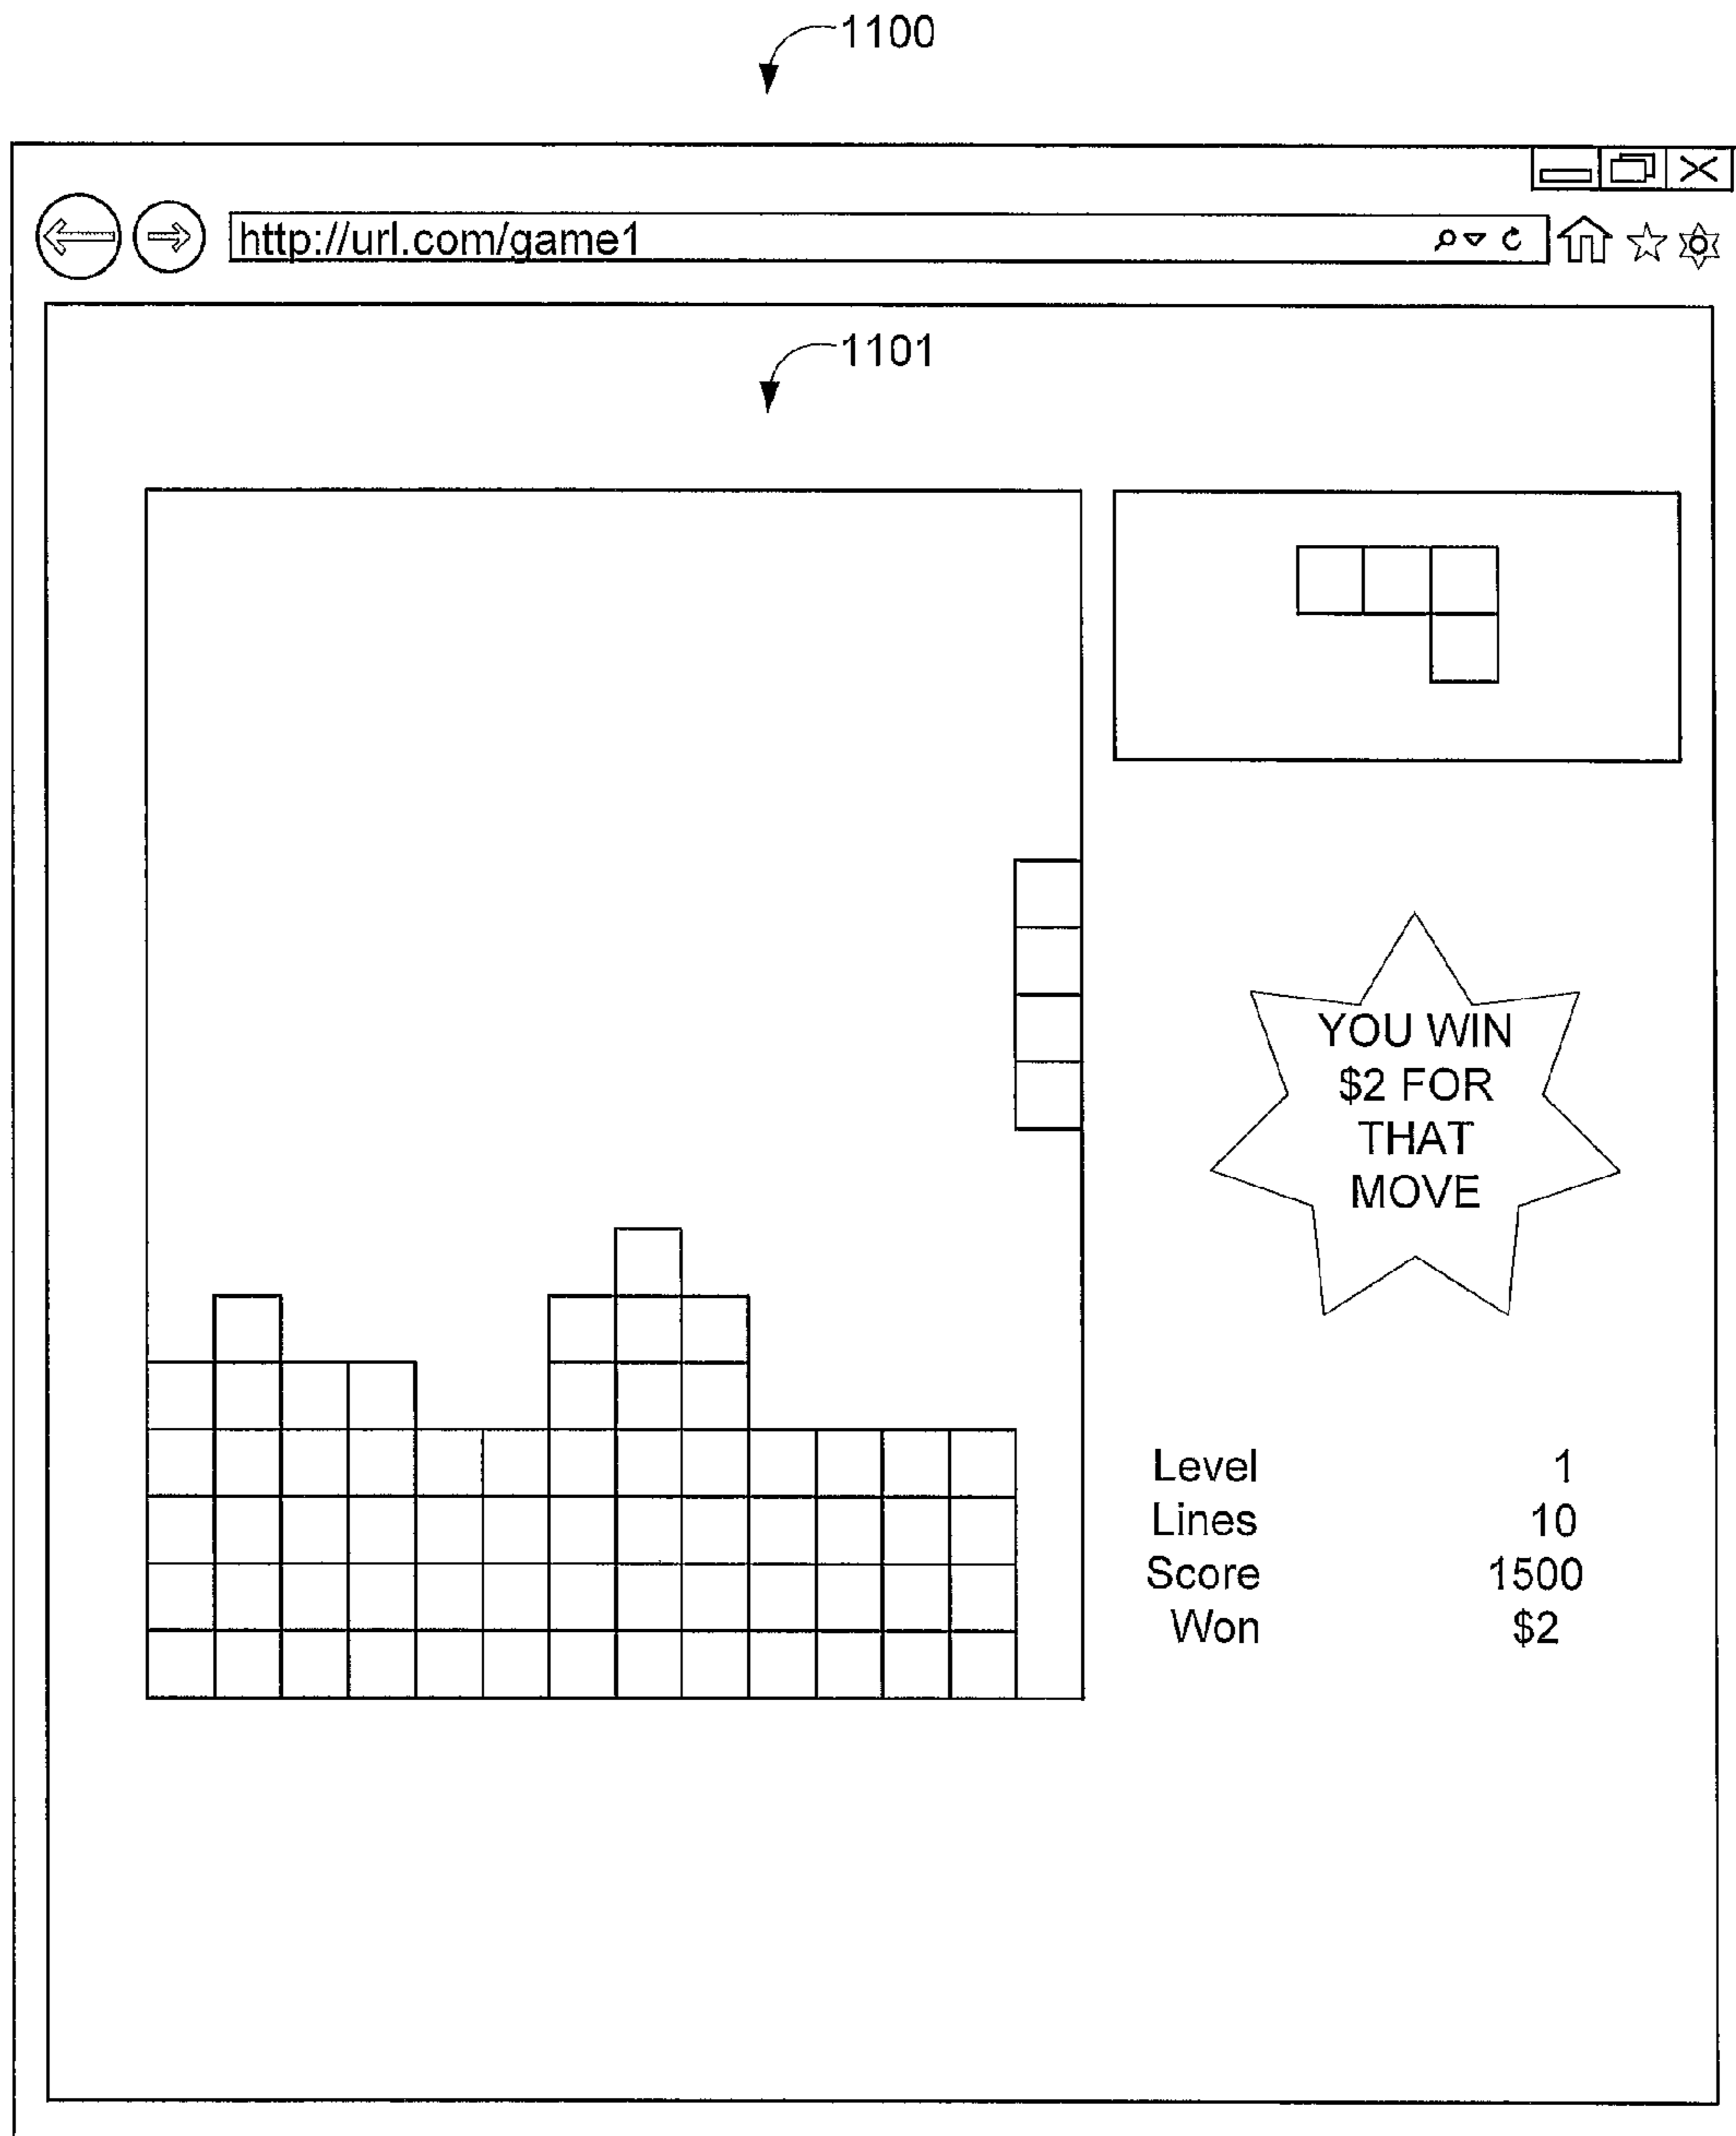 1100
http://url.com/game1
1101
YOU WIN
$2 FOR
THAT
MOVE
Level 1
Lines 10
Score 1500
Won $2